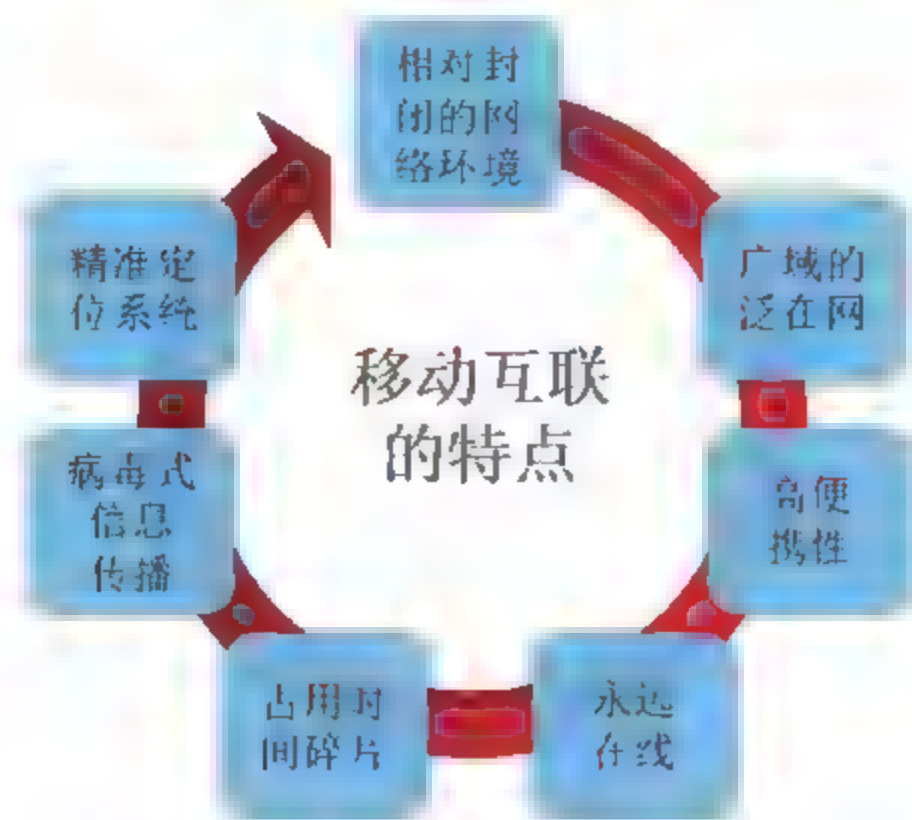 相对封
闭的网
络环境
广域的
泛在网
高便
携性
永远
在线
占用时
间碎片
病毒式
信息
传播
精准定
位系统
移动互联
的特点